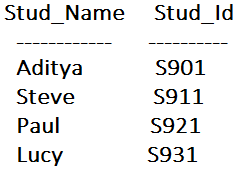 Stud_Name Stud_Id
------------ ----------
Aditya S901
Steve S911
Paul S921
Lucy S931